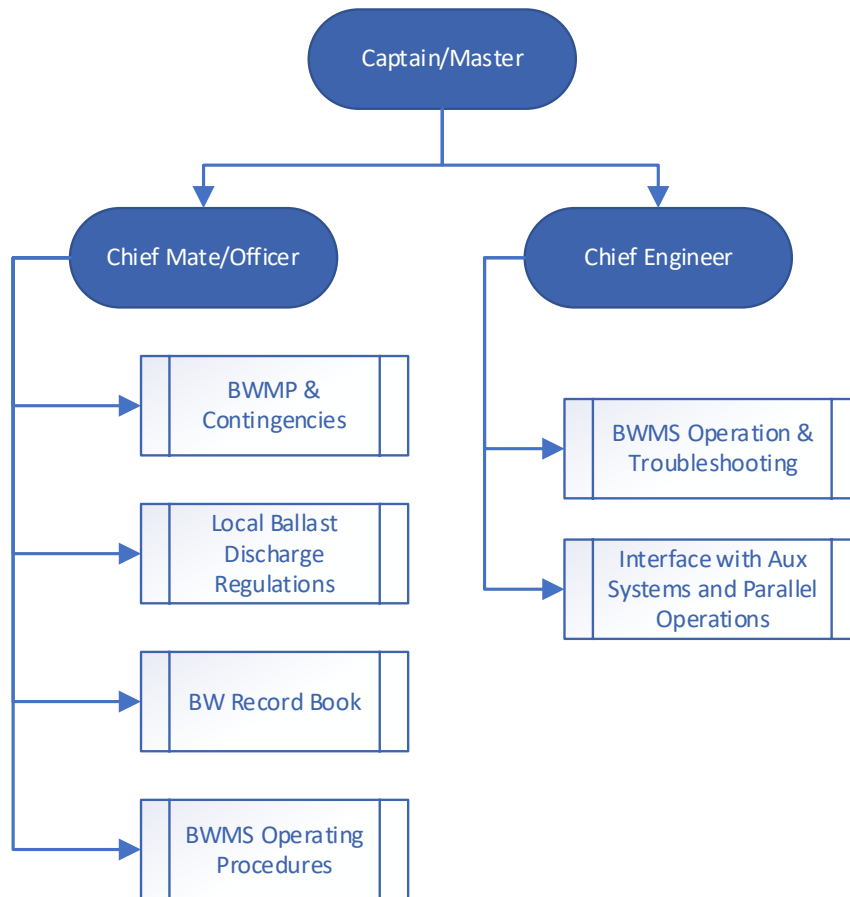 Captain/Master
Chief Mate/Officer
Chief Engineer
BWMP &
Contingencies
Local Ballast
Discharge
Regulations
BW Record Book
BWMS Operating
Procedures
BWMS Operation &
Troubleshooting
Interface with Aux
Systems and Parallel
Operations